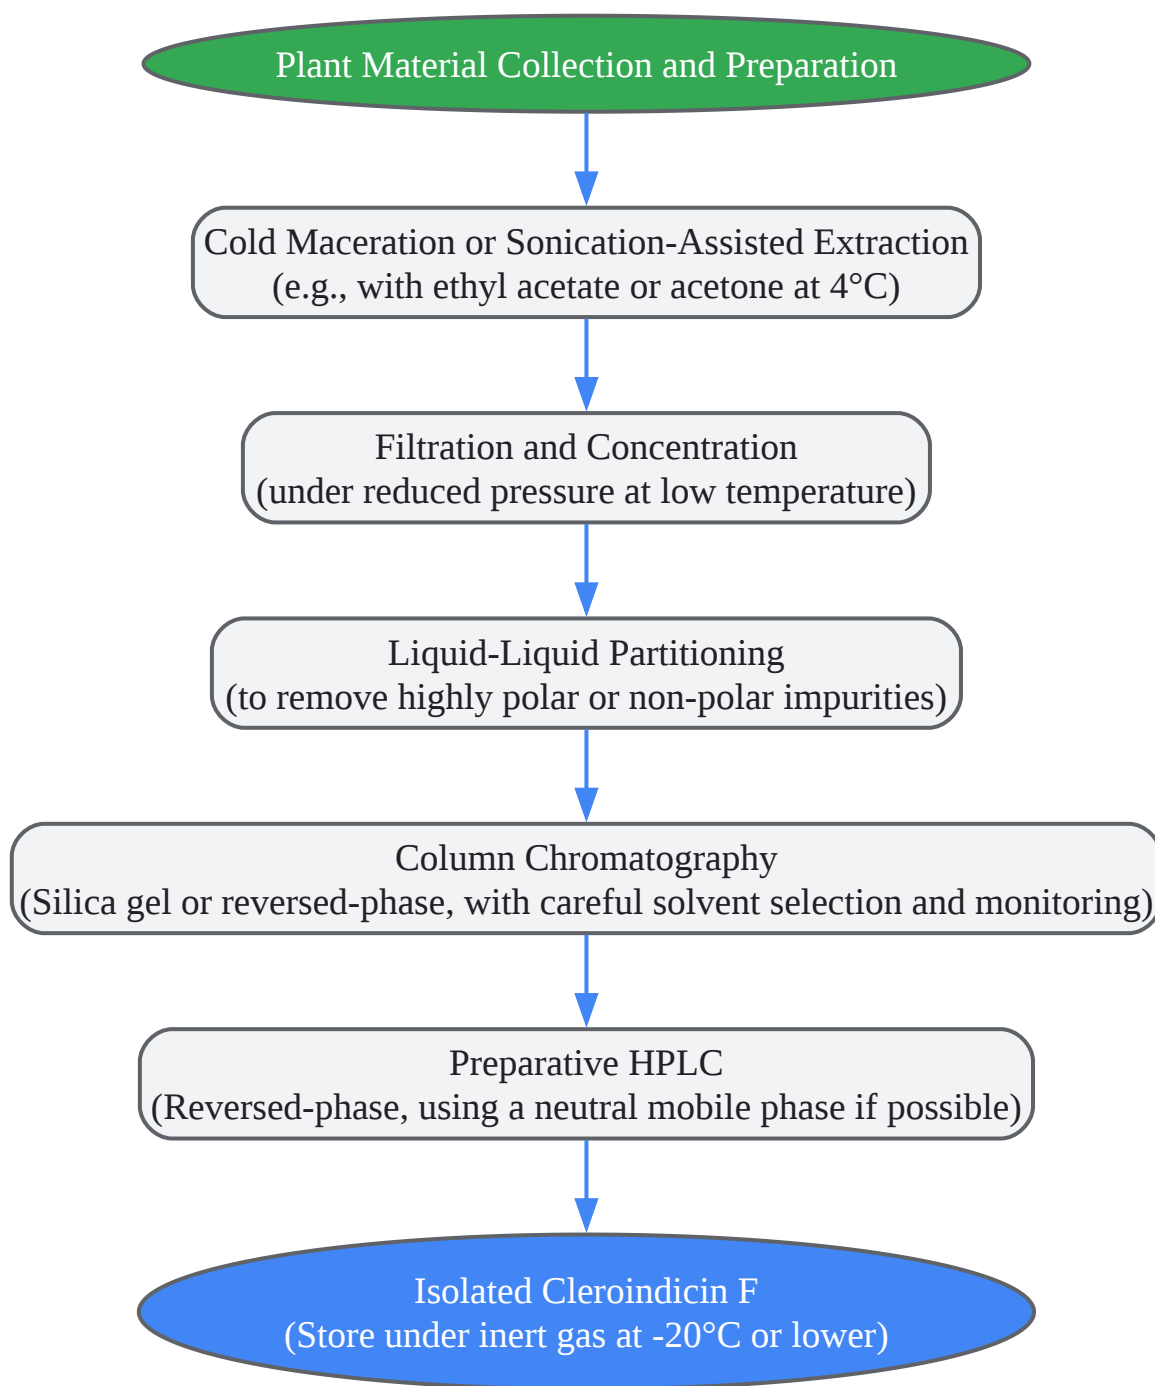 Plant Material Collection and Preparation
Cold Maceration or Sonication-Assisted Extraction
(e.g., with ethyl acetate or acetone at 4°C)
Filtration and Concentration
(under reduced pressure at low temperature)
Liquid-Liquid Partitioning
(to remove highly polar or non-polar impurities)
Column Chromatography
(Silica gel or reversed-phase, with careful solvent selection and monitoring)
Preparative HPLC
(Reversed-phase, using a neutral mobile phase if possible)
Isolated Cleroindicin F
(Store under inert gas at -20°C or lower)